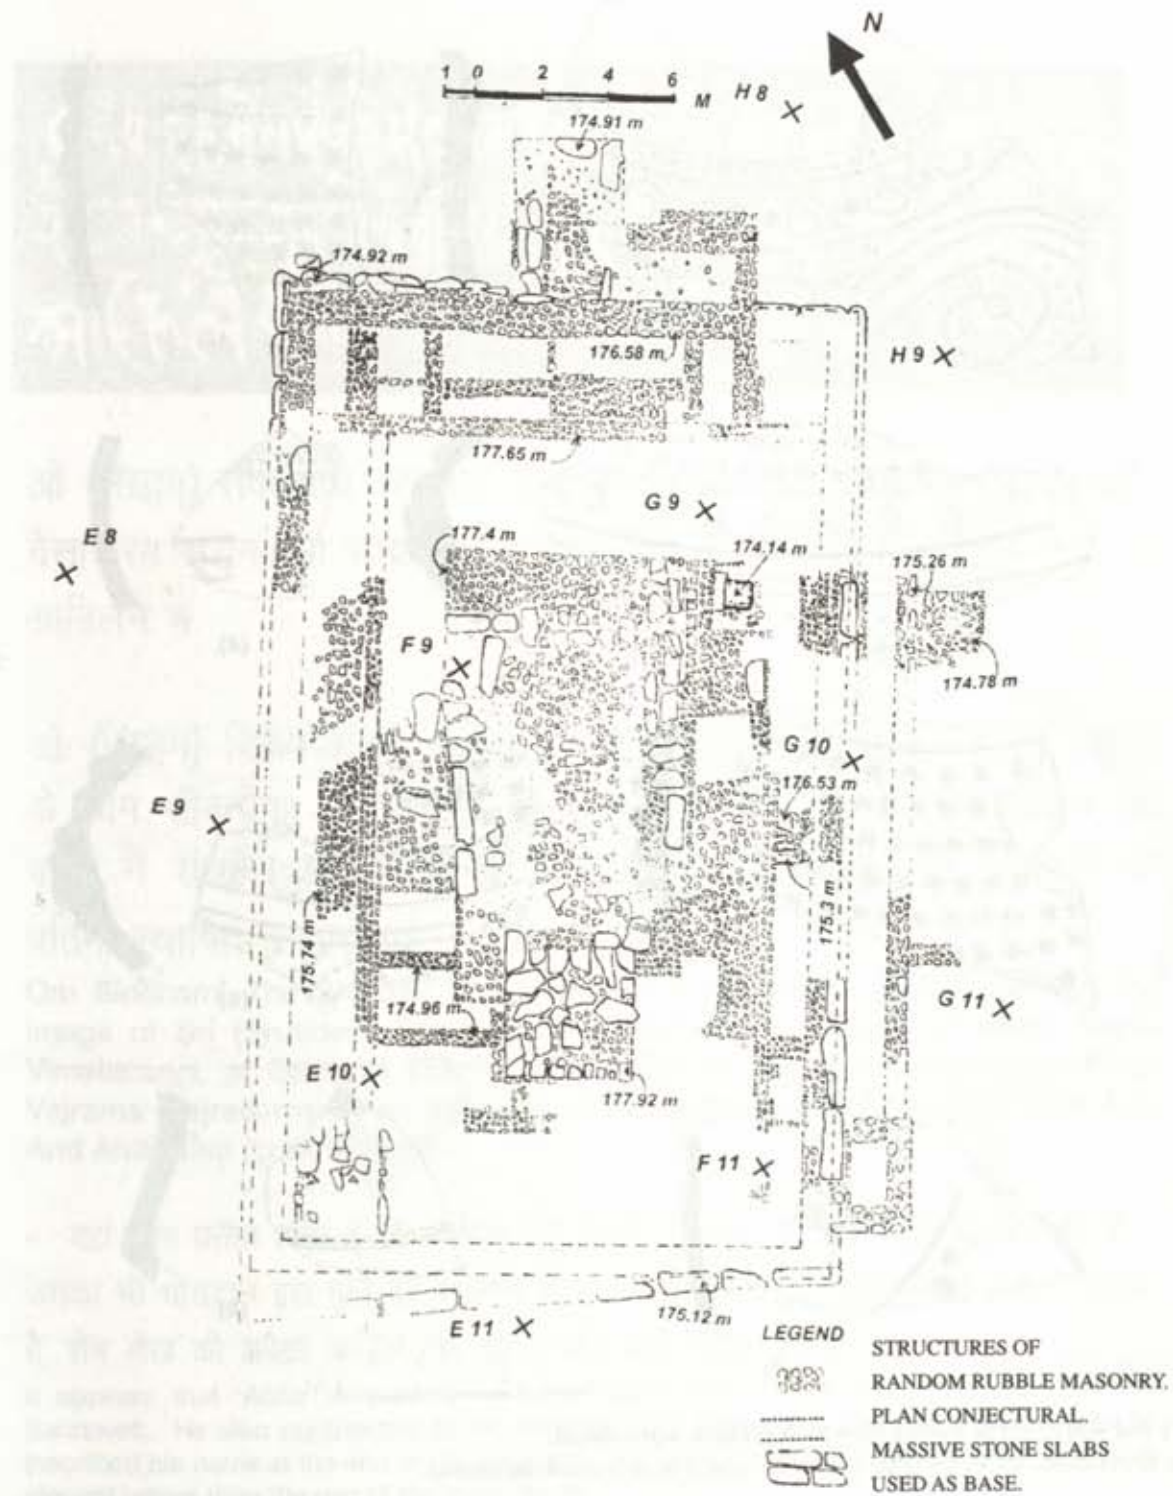 N
1 0 2 4 6 M
H 8
174.91 m
174.92 m
176.58 m
H 9
177.65 m
G 9
E 8
177.4 m
174.14 m
175.26 m
F 9
174.78 m
G 10
176.53 m
E 9
175.3 m
175.74 m
174.96 m
G 11
E 10
177.92 m
F 11
175.12 m
E 11
LEGEND
STRUCTURES OF
RANDOM RUBBLE MASONRY.
PLAN CONJECTURAL.
MASSIVE STONE SLABS
USED AS BASE.